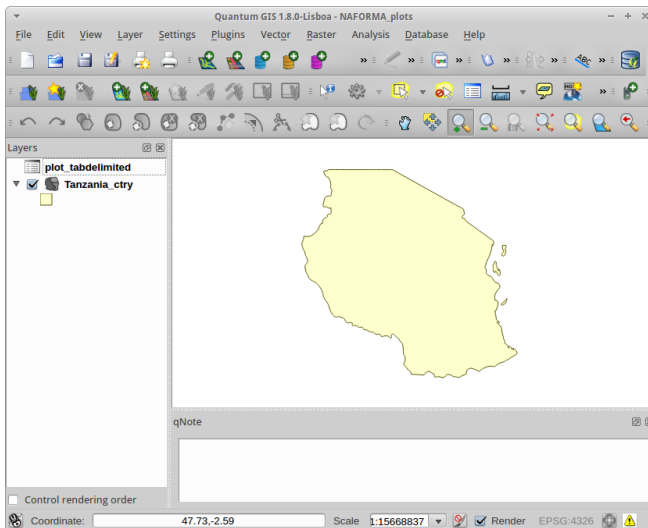 Quantum GIS 1.8.0-Lisboa - NAFORMA_plots
File Edit View Layer Settings Plugins Vector Raster Analysis Database Help
Layers
plot_tabdelimited
Tanzania_ctry
qNote
Control rendering order
Coordinate: 47.73,-2.59 Scale 1:15668837 Render EPSG:4326